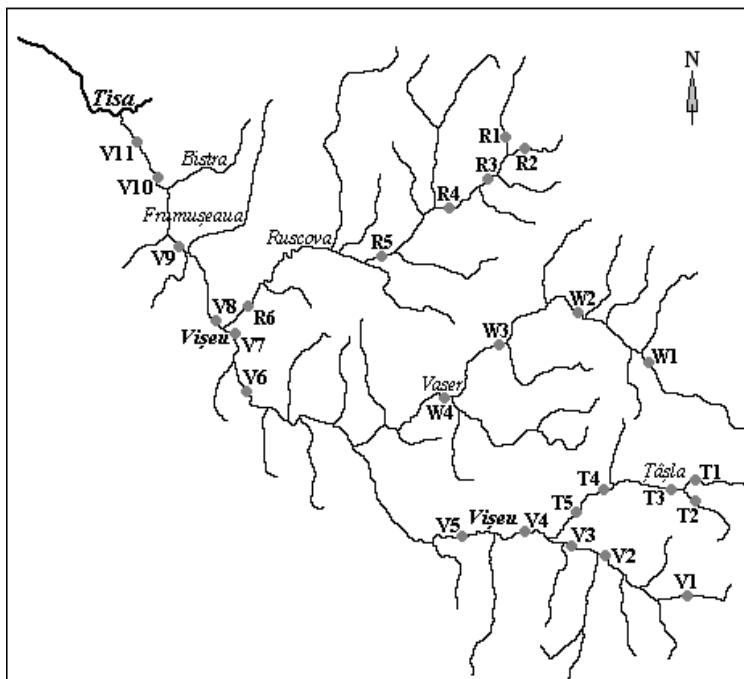 N
Tisa
V11
Bistra
R1
R2
V10
R3
R4
Frumușeaua
Ruscova
V9
R5
W2
V8
R6
Vișeu
V7
W3
W1
V6
Vaser
W4
Țâșla
T1
T4
T3
T2
T5
V5
Vișeu
V4
V3
V2
V1